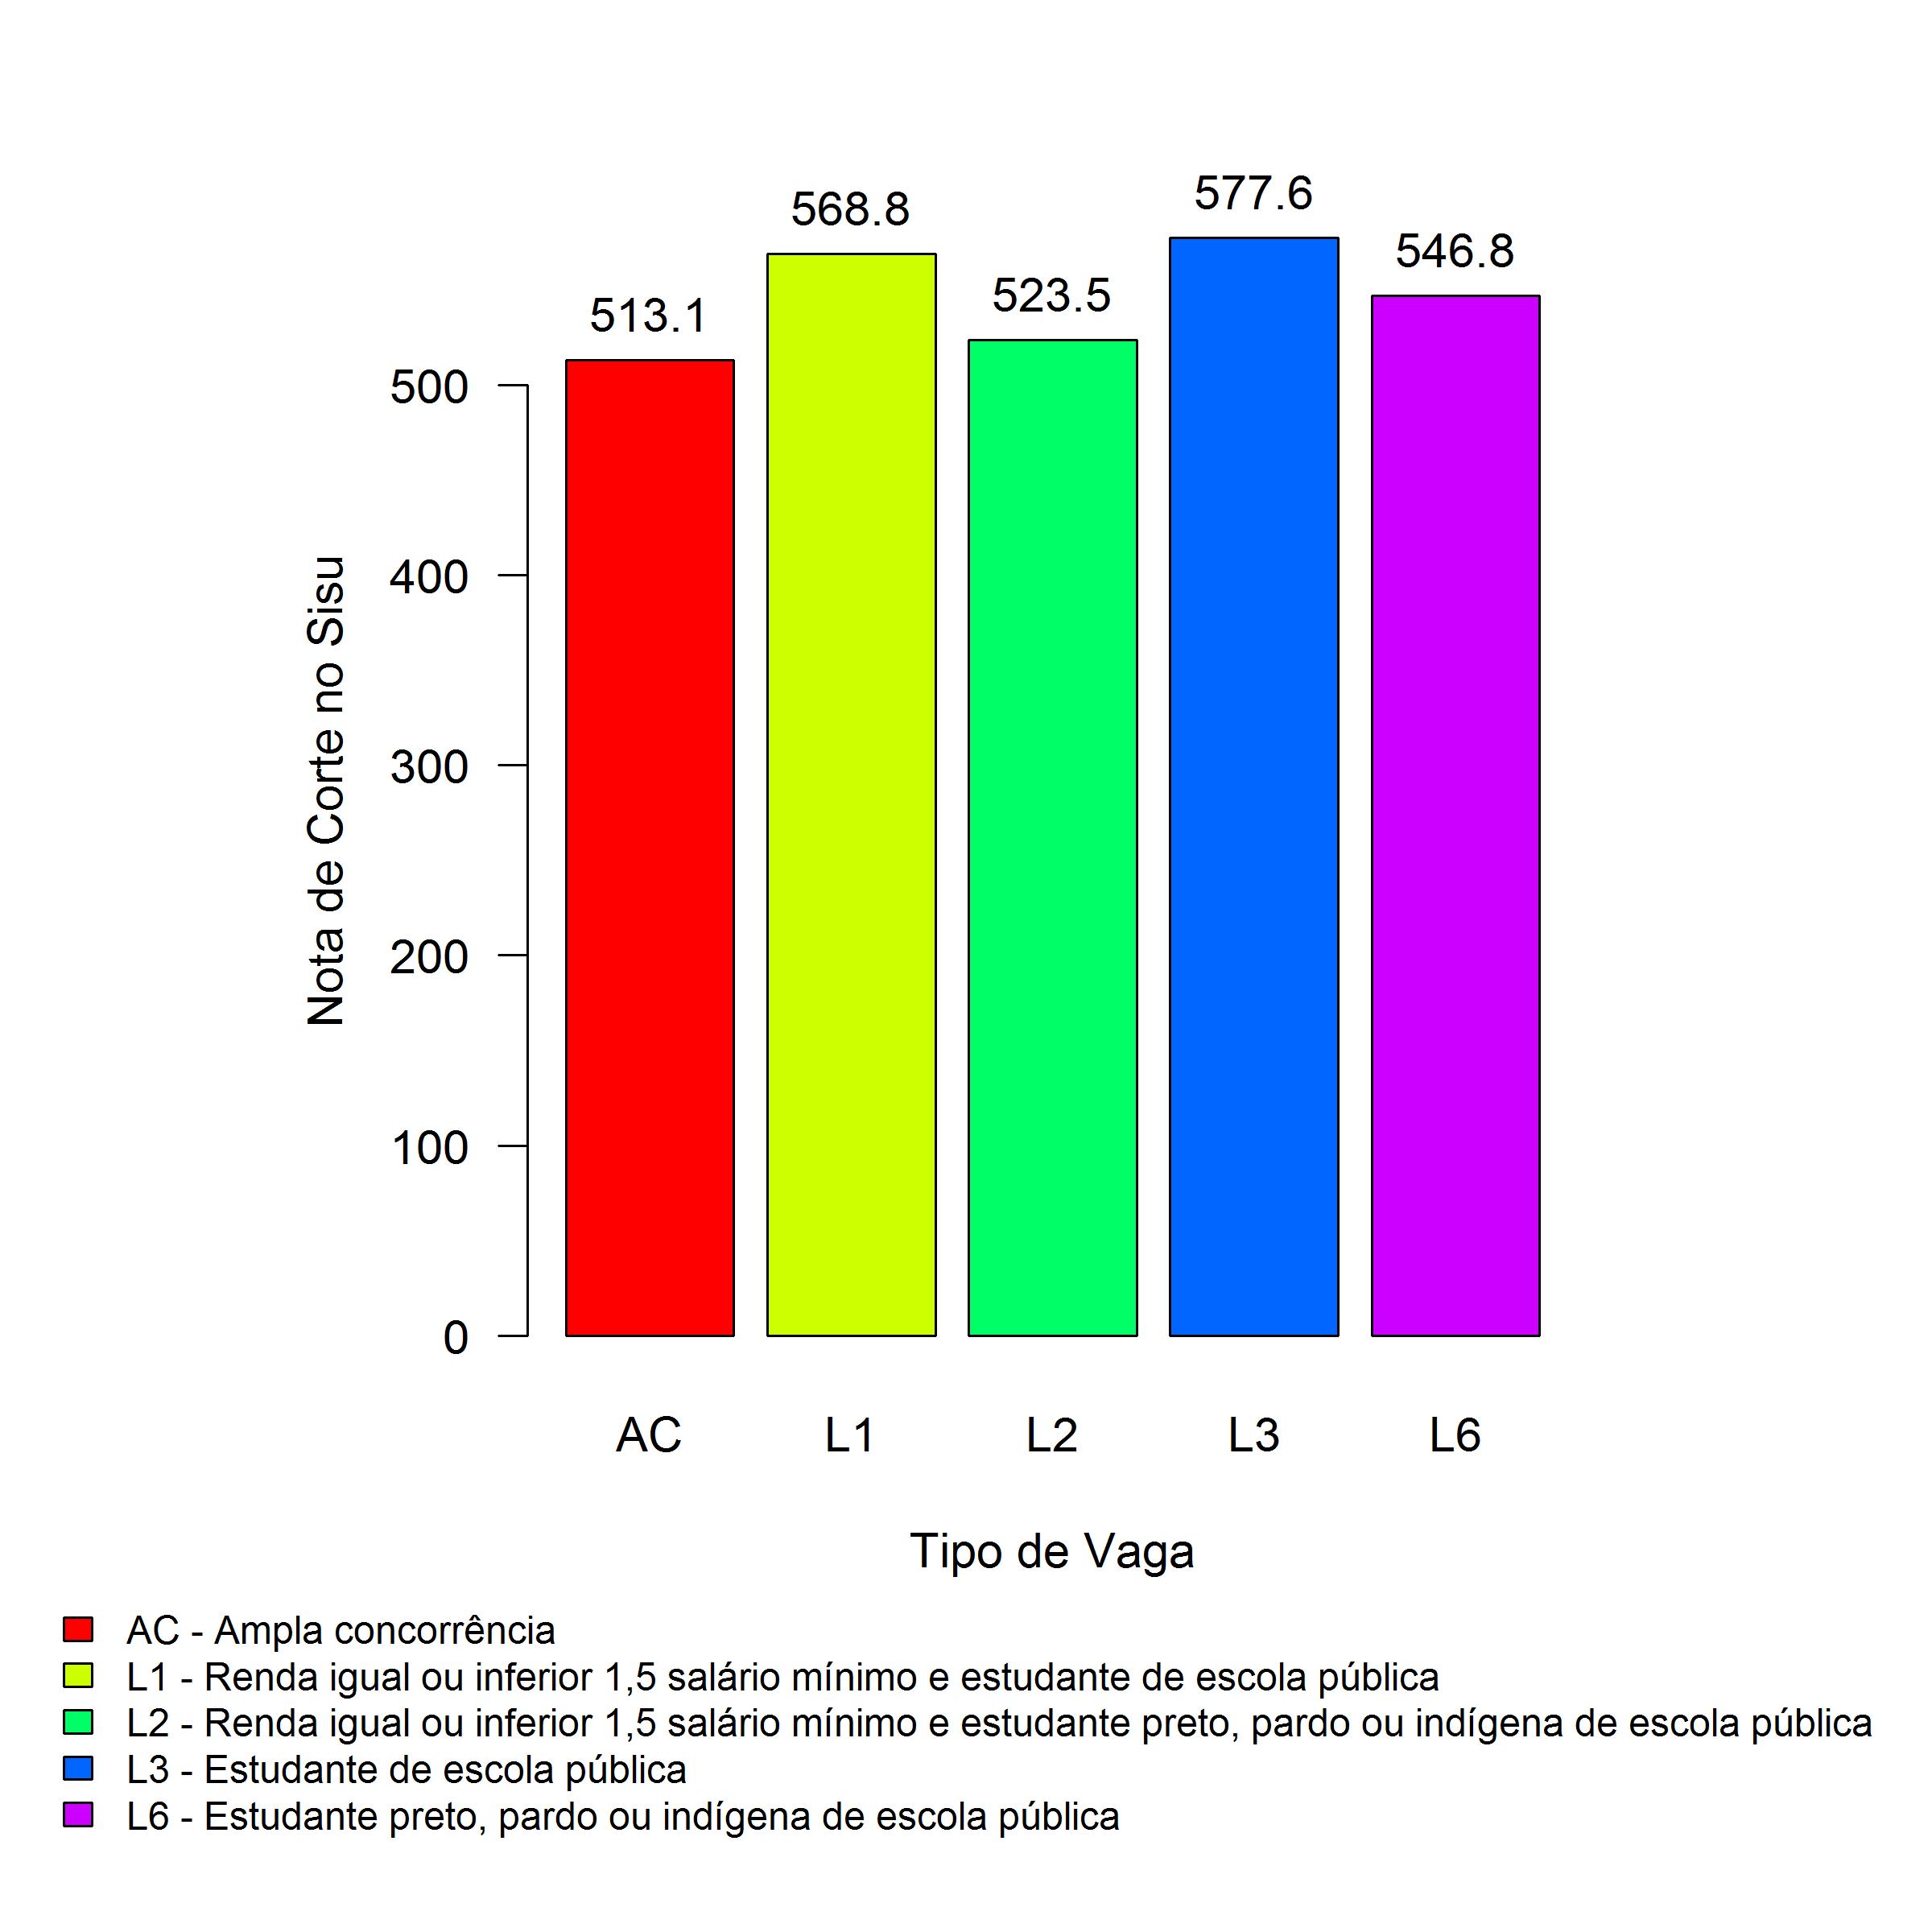 577.6
568.8
546.8
523.5
513.1
500
400
300
200
100
0
Nota de Corte no Sisu
AC L1 L2 L3 L6
Tipo de Vaga
AC - Ampla concorrência
L1 - Renda igual ou inferior 1,5 salário mínimo e estudante de escola pública
L2 - Renda igual ou inferior 1,5 salário mínimo e estudante preto, pardo ou indígena de escola pública
L3 - Estudante de escola pública
L6 - Estudante preto, pardo ou indígena de escola pública